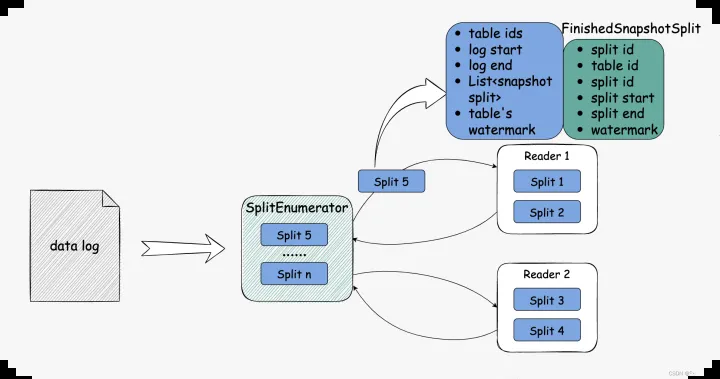 table ids
log start
log end
List<snapshot
split>
table's
watermark
FinishedSnapshotSplit
split id
table id
split id
split start
split end
watermark
Split 5
Reader 1
Split 1
Split 2
data log
SplitEnumerator
Split 5
......
Split n
Reader 2
Split 3
Split 4